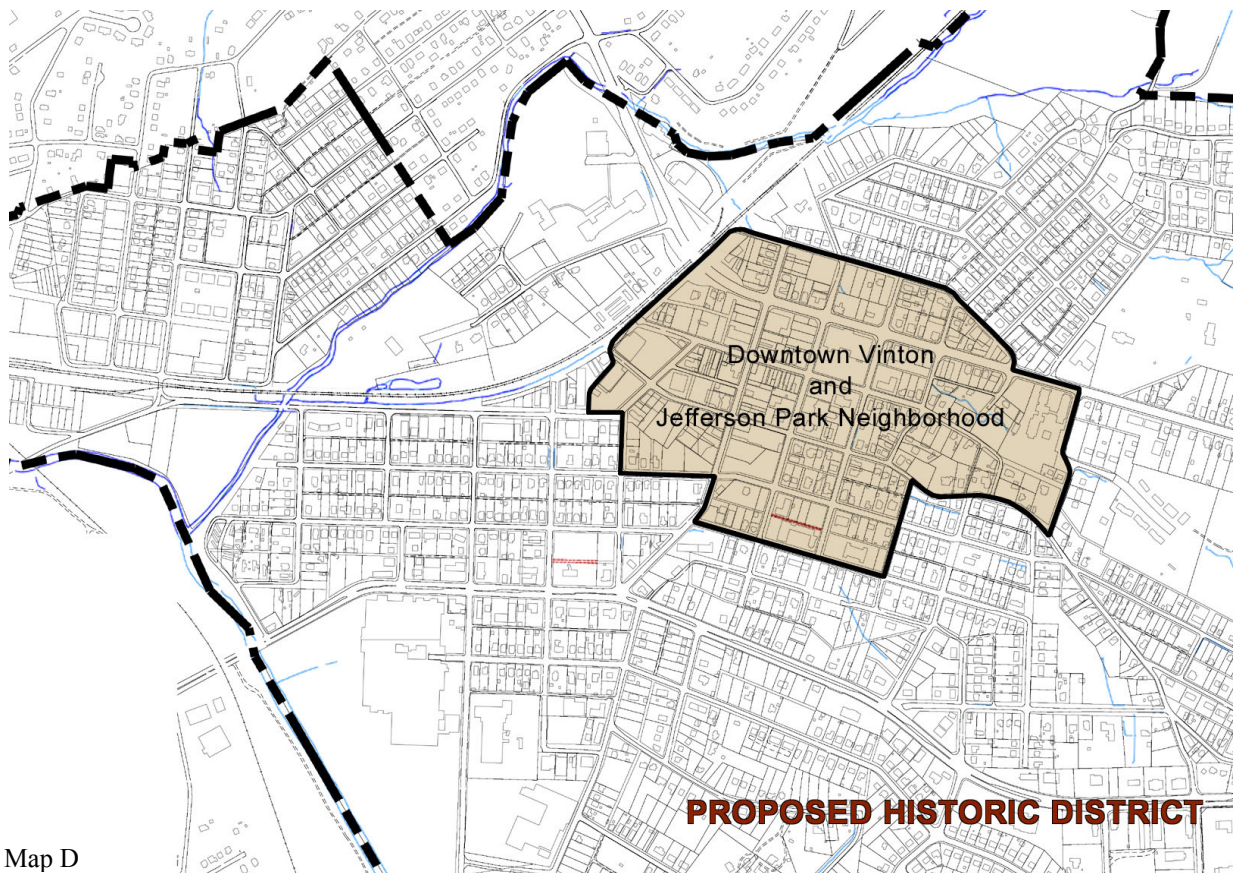 Downtown Vinton
and
Jefferson Park Neighborhood
PROPOSED HISTORIC DISTRICT
Map D